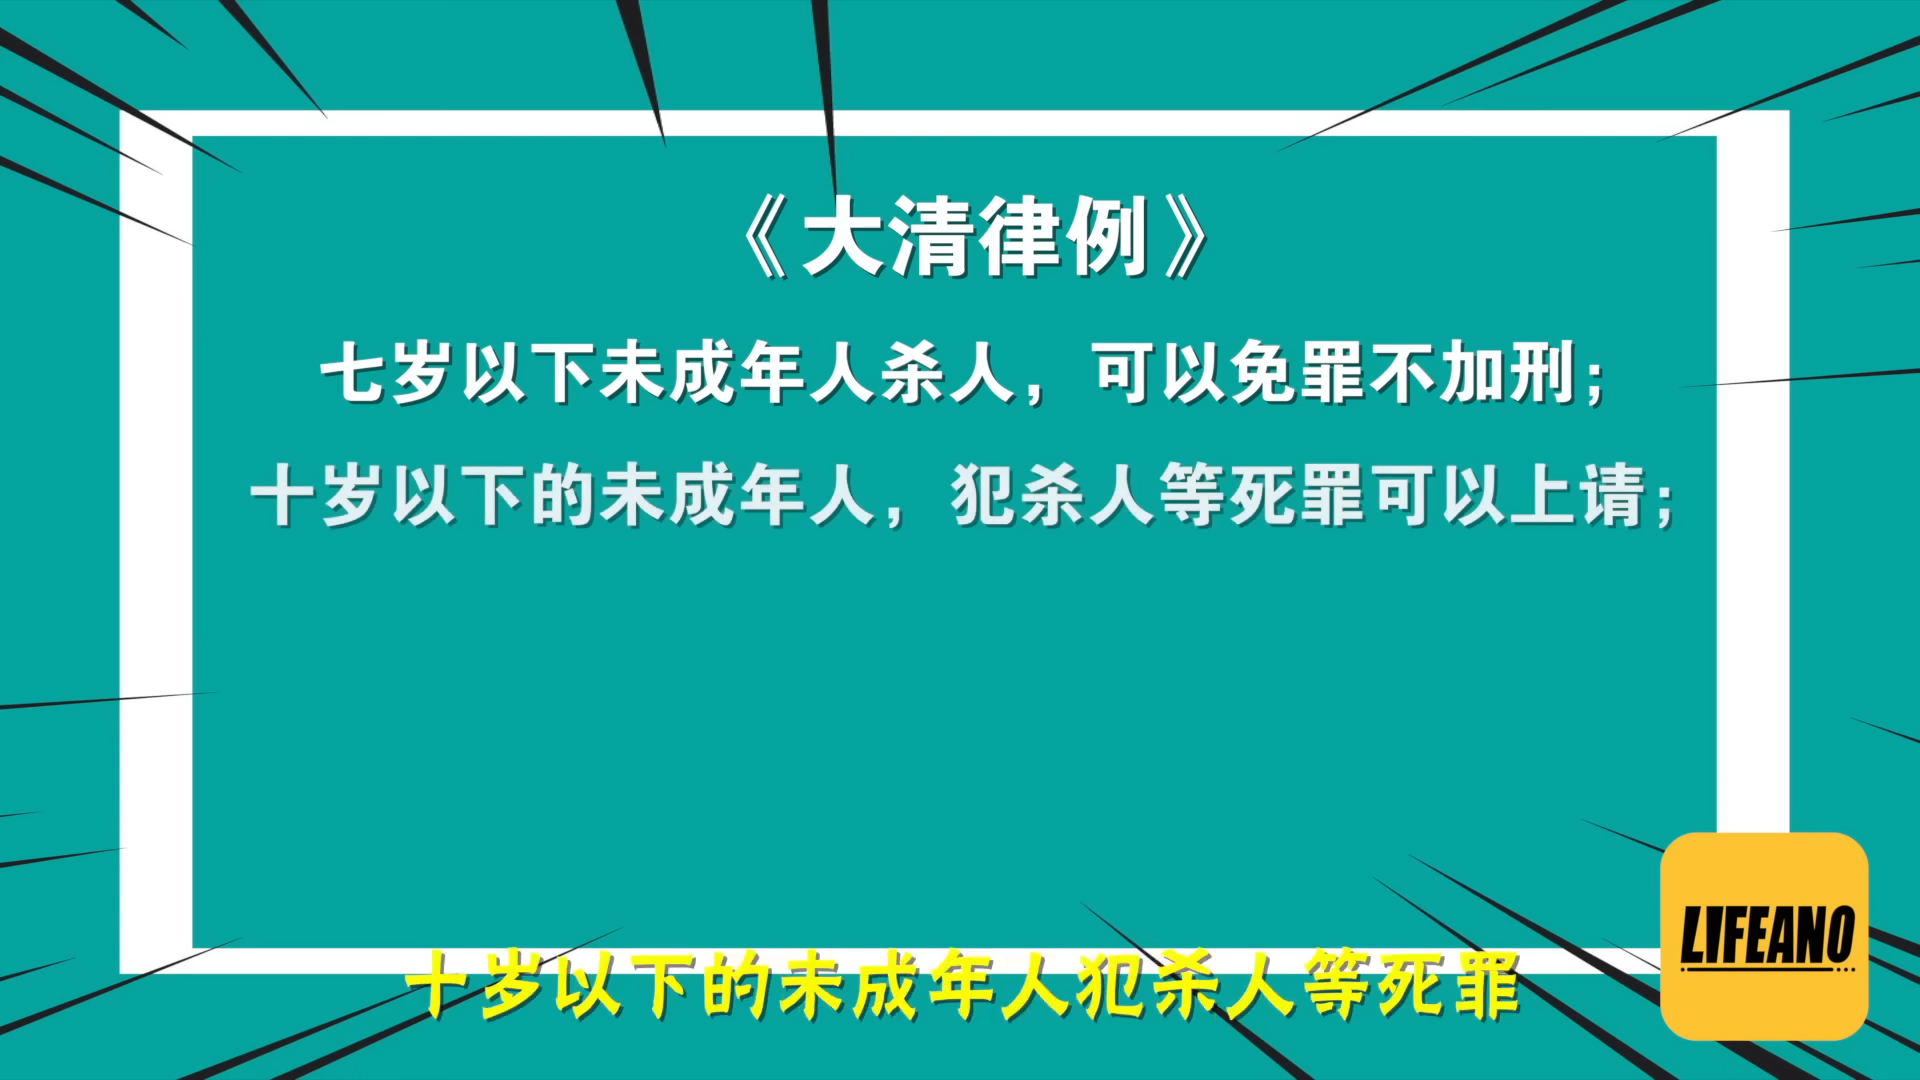 《大清律例》
七岁以下未成年人杀人，可以免罪不加刑；
十岁以下的未成年人，犯杀人等死罪可以上请；
LIFEANO
十岁以下的未成年人犯杀人等死罪